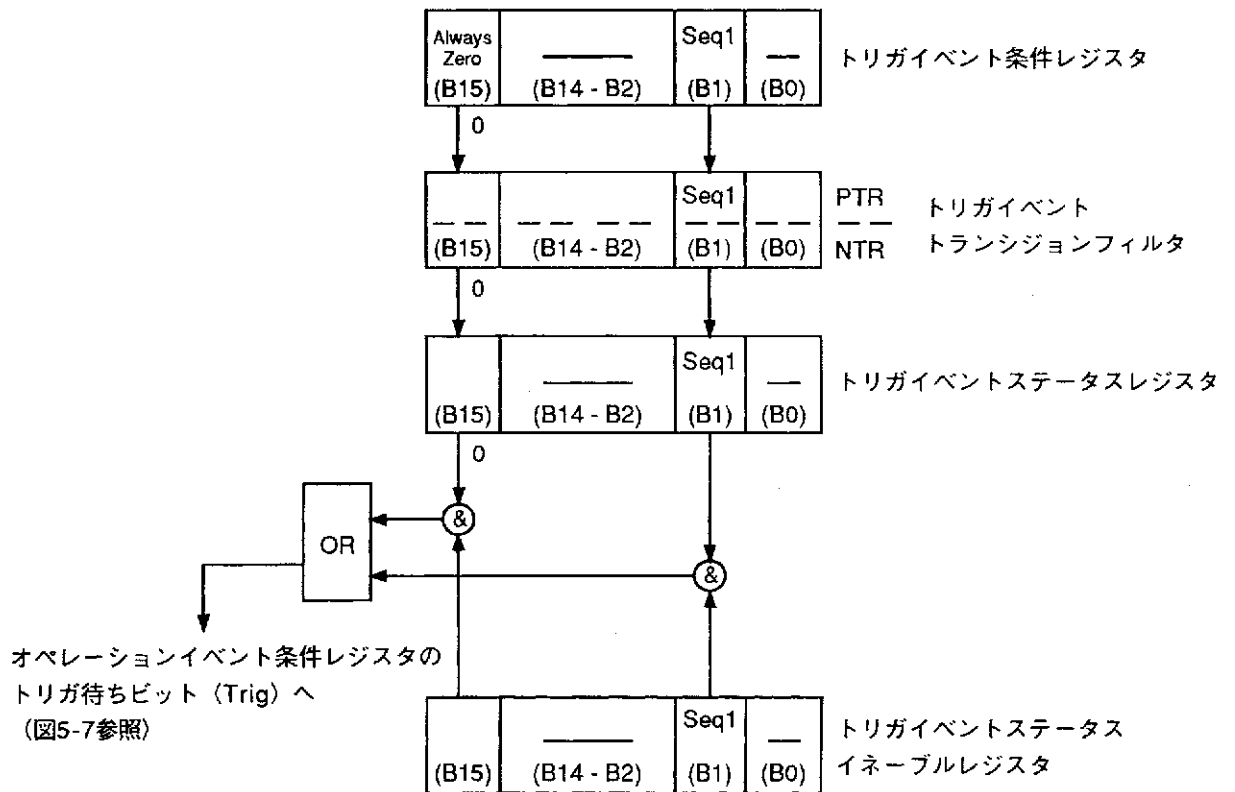 Always Zero (B15)
(B14 - B2)
Seq1 (B1)
(B0)
トリガイベント条件レジスタ
0
(B15)
(B14 - B2)
Seq1 (B1)
(B0)
PTR
NTR
トリガイベント
トランシジョンフィルタ
0
(B15)
(B14 - B2)
Seq1 (B1)
(B0)
トリガイベントステータスレジスタ
0
&
OR
&
オペレーションイベント条件レジスタの
トリガ待ちビット（Trig）へ
（図5-7参照）
(B15)
(B14 - B2)
Seq1 (B1)
(B0)
トリガイベントステータス
イネーブルレジスタ